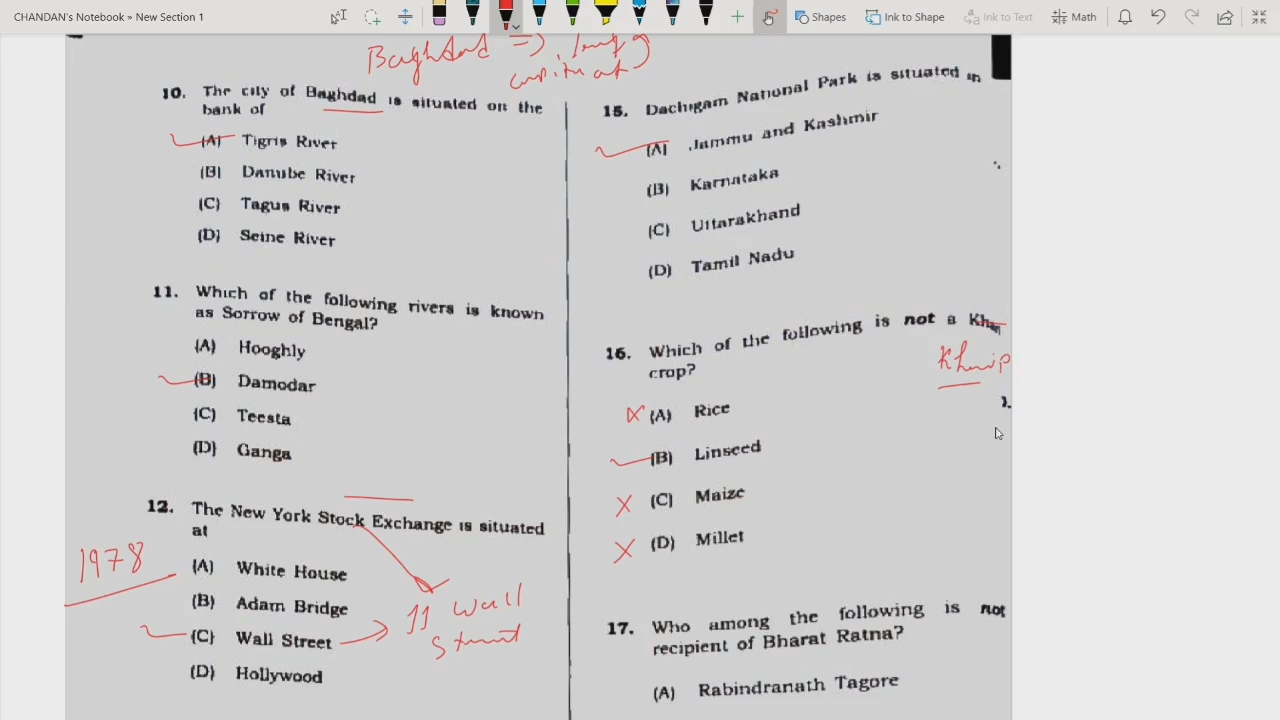 CHANDAN's Notebook » New Section 1
Shapes
Ink to Shape
Ink to Text
Math
Baghdad ⇒
10. The city of Baghdad is situated on the
bank of
(A) Tigris River
(B) Danube River
(C) Tagus River
(D) Seine River
11. Which of the following rivers is known
as Sorrow of Bengal?
(A) Hooghly
(B) Damodar
(C) Teesta
(D) Ganga
12. The New York Stock Exchange is situated
at
1978
(A) White House
(B) Adam Bridge
(C) Wall Street
11 Wall
Street
(D) Hollywood
15. Dachigam National Park is situated in
(A) Jammu and Kashmir
(B) Karnataka
(C) Uttarakhand
(D) Tamil Nadu
16. Which of the following is not a
crop?
(A) Rice
(B) Linseed
(C) Maize
(D) Millet
17. Who among the following is not
recipient of Bharat Ratna?
(A) Rabindranath Tagore